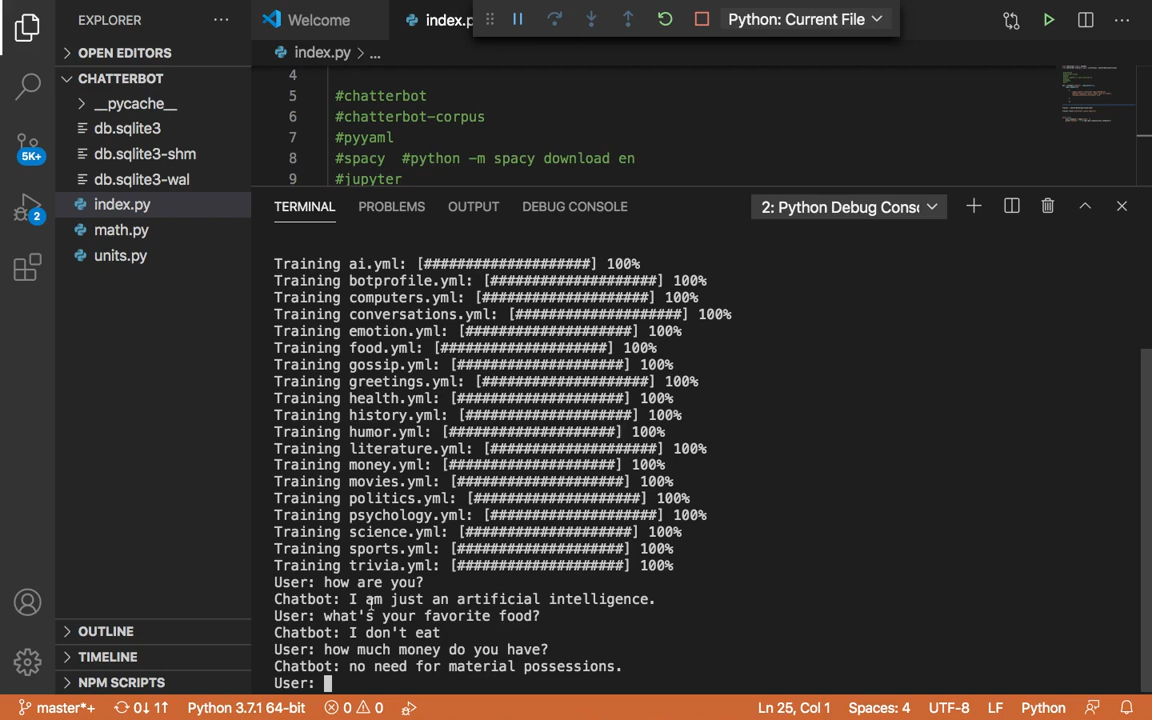 EXPLORER
Welcome
index.p
Python: Current File
OPEN EDITORS
index.py > ...
CHATTERBOT
__pycache__
db.sqlite3
db.sqlite3-shm
db.sqlite3-wal
index.py
math.py
units.py
5K+
2
4
5 #chatterbot
6 #chatterbot-corpus
7 #pyyaml
8 #spacy #python -m spacy download en
9 #jupyter
TERMINAL PROBLEMS OUTPUT DEBUG CONSOLE
2: Python Debug Conso
Training ai.yml: [####################] 100%
Training botprofile.yml: [####################] 100%
Training computers.yml: [####################] 100%
Training conversations.yml: [####################] 100%
Training emotion.yml: [####################] 100%
Training food.yml: [####################] 100%
Training gossip.yml: [####################] 100%
Training greetings.yml: [####################] 100%
Training health.yml: [####################] 100%
Training history.yml: [####################] 100%
Training humor.yml: [####################] 100%
Training literature.yml: [####################] 100%
Training money.yml: [####################] 100%
Training movies.yml: [####################] 100%
Training politics.yml: [####################] 100%
Training psychology.yml: [####################] 100%
Training science.yml: [####################] 100%
Training sports.yml: [####################] 100%
Training trivia.yml: [####################] 100%
User: how are you?
Chatbot: I am just an artificial intelligence.
User: what's your favorite food?
Chatbot: I don't eat
User: how much money do you have?
Chatbot: no need for material possessions.
User:
OUTLINE
TIMELINE
NPM SCRIPTS
master*+ 0↓ 1↑ Python 3.7.1 64-bit 0 0 Ln 25, Col 1 Spaces: 4 UTF-8 LF Python